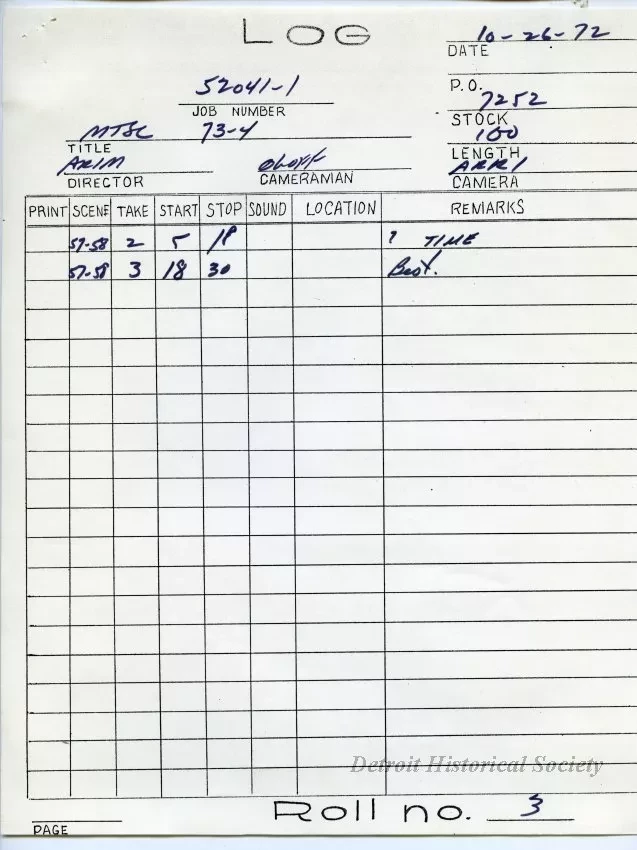 LOG
10-26-72
DATE
P.O.
52041-1
JOB NUMBER
7252
STOCK
MTSC 73-4
TITLE
100
LENGTH
DIRECTOR
CAMERAMAN
ARRI
CAMERA
PRINT SCENE TAKE START STOP SOUND LOCATION REMARKS
57-58 2 5 18 ? TIME
57-58 3 18 30 Best.
Detroit Historical Society
Roll no. 3
PAGE